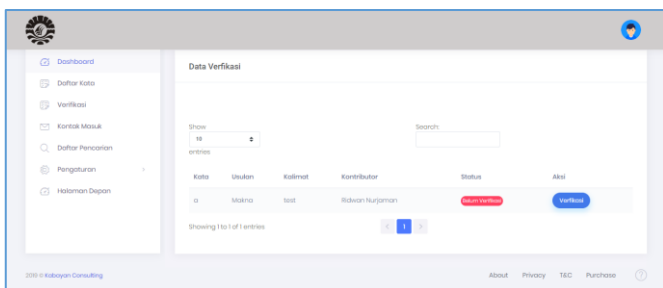 Dashboard
Daftar Kata
Verifikasi
Kontak Masuk
Daftar Pencarian
Pengaturan
Halaman Depan
Data Verfikasi
Show
10
entries
Search:
Kata Usulan Kalimat Kontributor Status Aksi
a Makna test Ridwan Nurjaman Belum Verifikasi Verfikasi
Showing 1 to 1 of 1 entries
1
2019 © Kabayan Consulting
About Privacy T&C Purchase